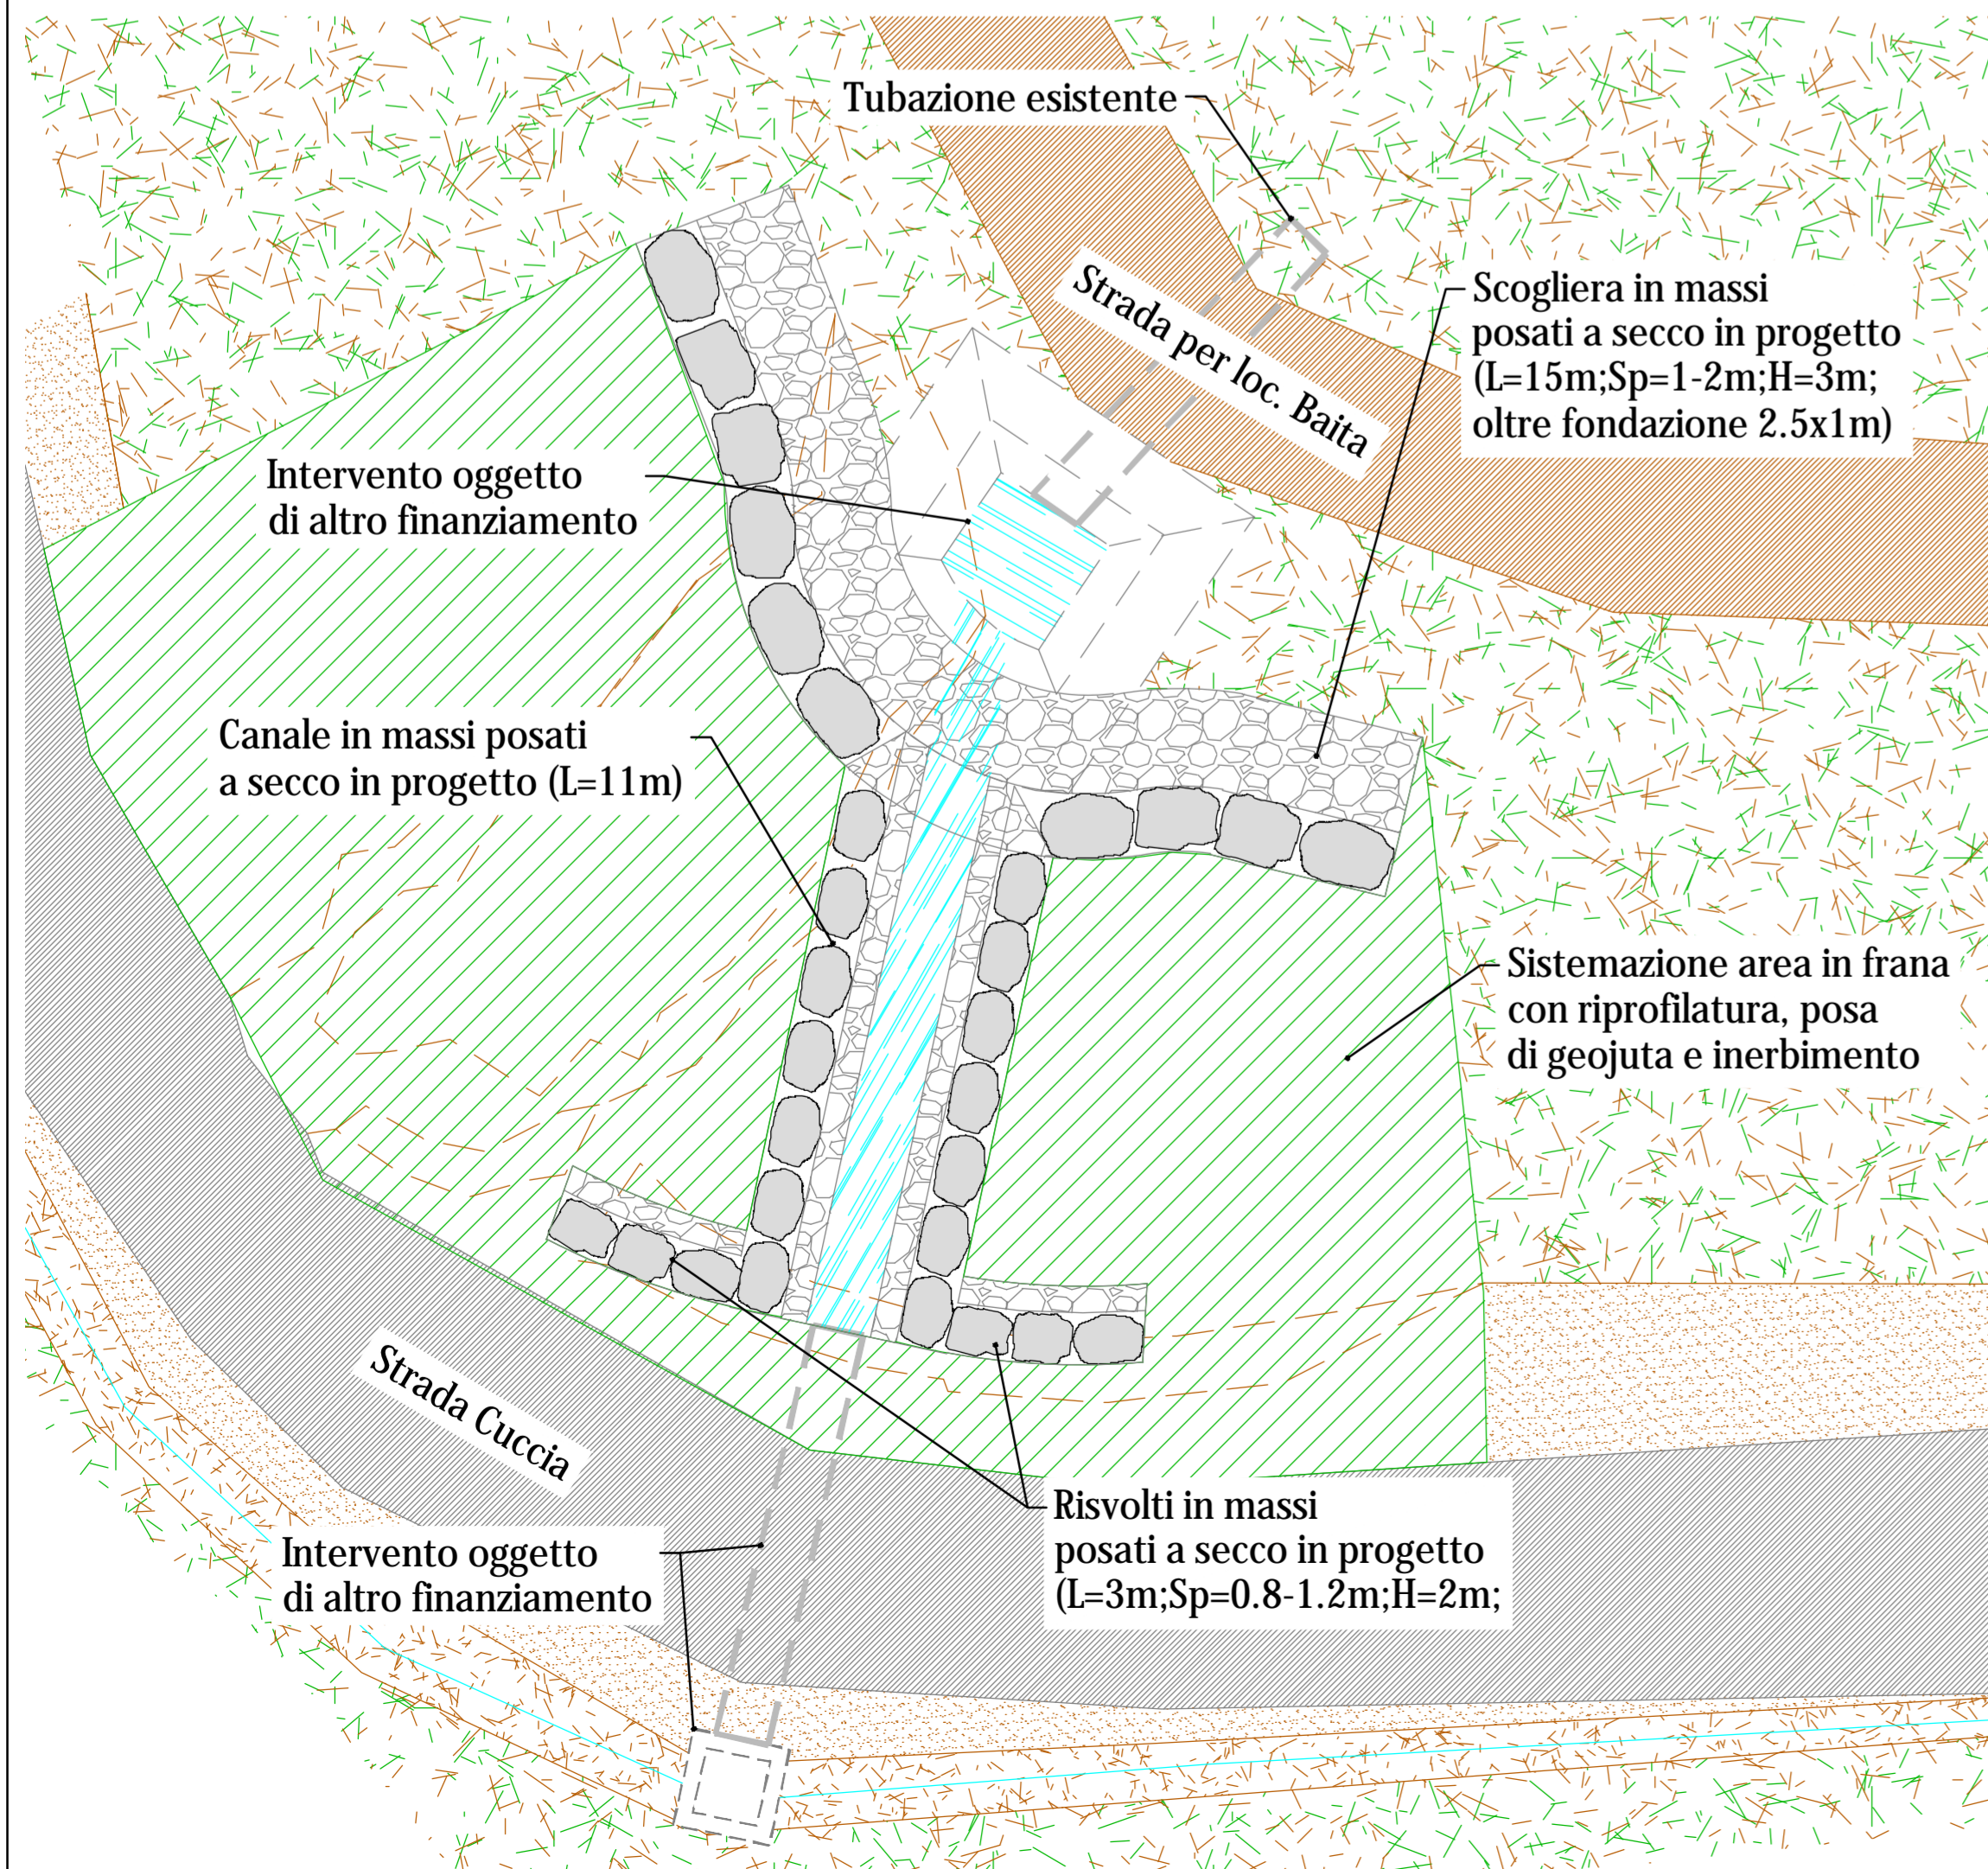 Tubazione esistente
Strada per loc. Baita
Scogliera in massi
posati a secco in progetto
(L=15m;Sp=1-2m;H=3m;
oltre fondazione 2.5x1m)
Intervento oggetto
di altro finanziamento
Canale in massi posati
a secco in progetto (L=11m)
Sistemazione area in frana
con riprofilatura, posa
di geojuta e inerbimento
Strada Cuccia
Risvolti in massi
posati a secco in progetto
(L=3m;Sp=0.8-1.2m;H=2m;
Intervento oggetto
di altro finanziamento